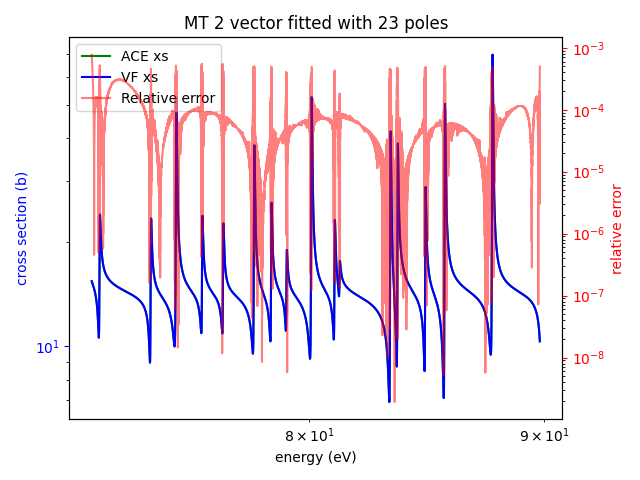 MT 2 vector fitted with 23 poles
ACE xs
VF xs
Relative error
cross section (b)
10¹
8 × 10¹
9 × 10¹
energy (eV)
10⁻³
10⁻⁴
10⁻⁵
10⁻⁶
10⁻⁷
10⁻⁸
relative error